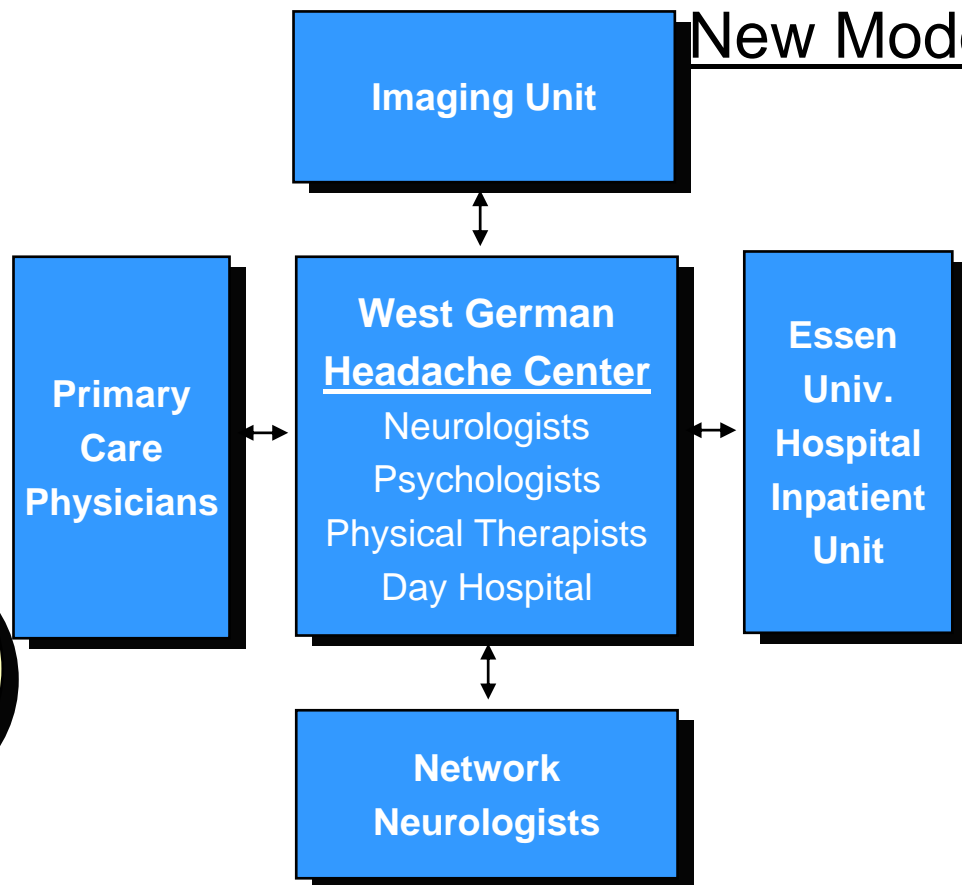 New Mod
Imaging Unit
Primary
Care
Physicians
West German
Headache Center
Neurologists
Psychologists
Physical Therapists
Day Hospital
Essen
Univ.
Hospital
Inpatient
Unit
Network
Neurologists